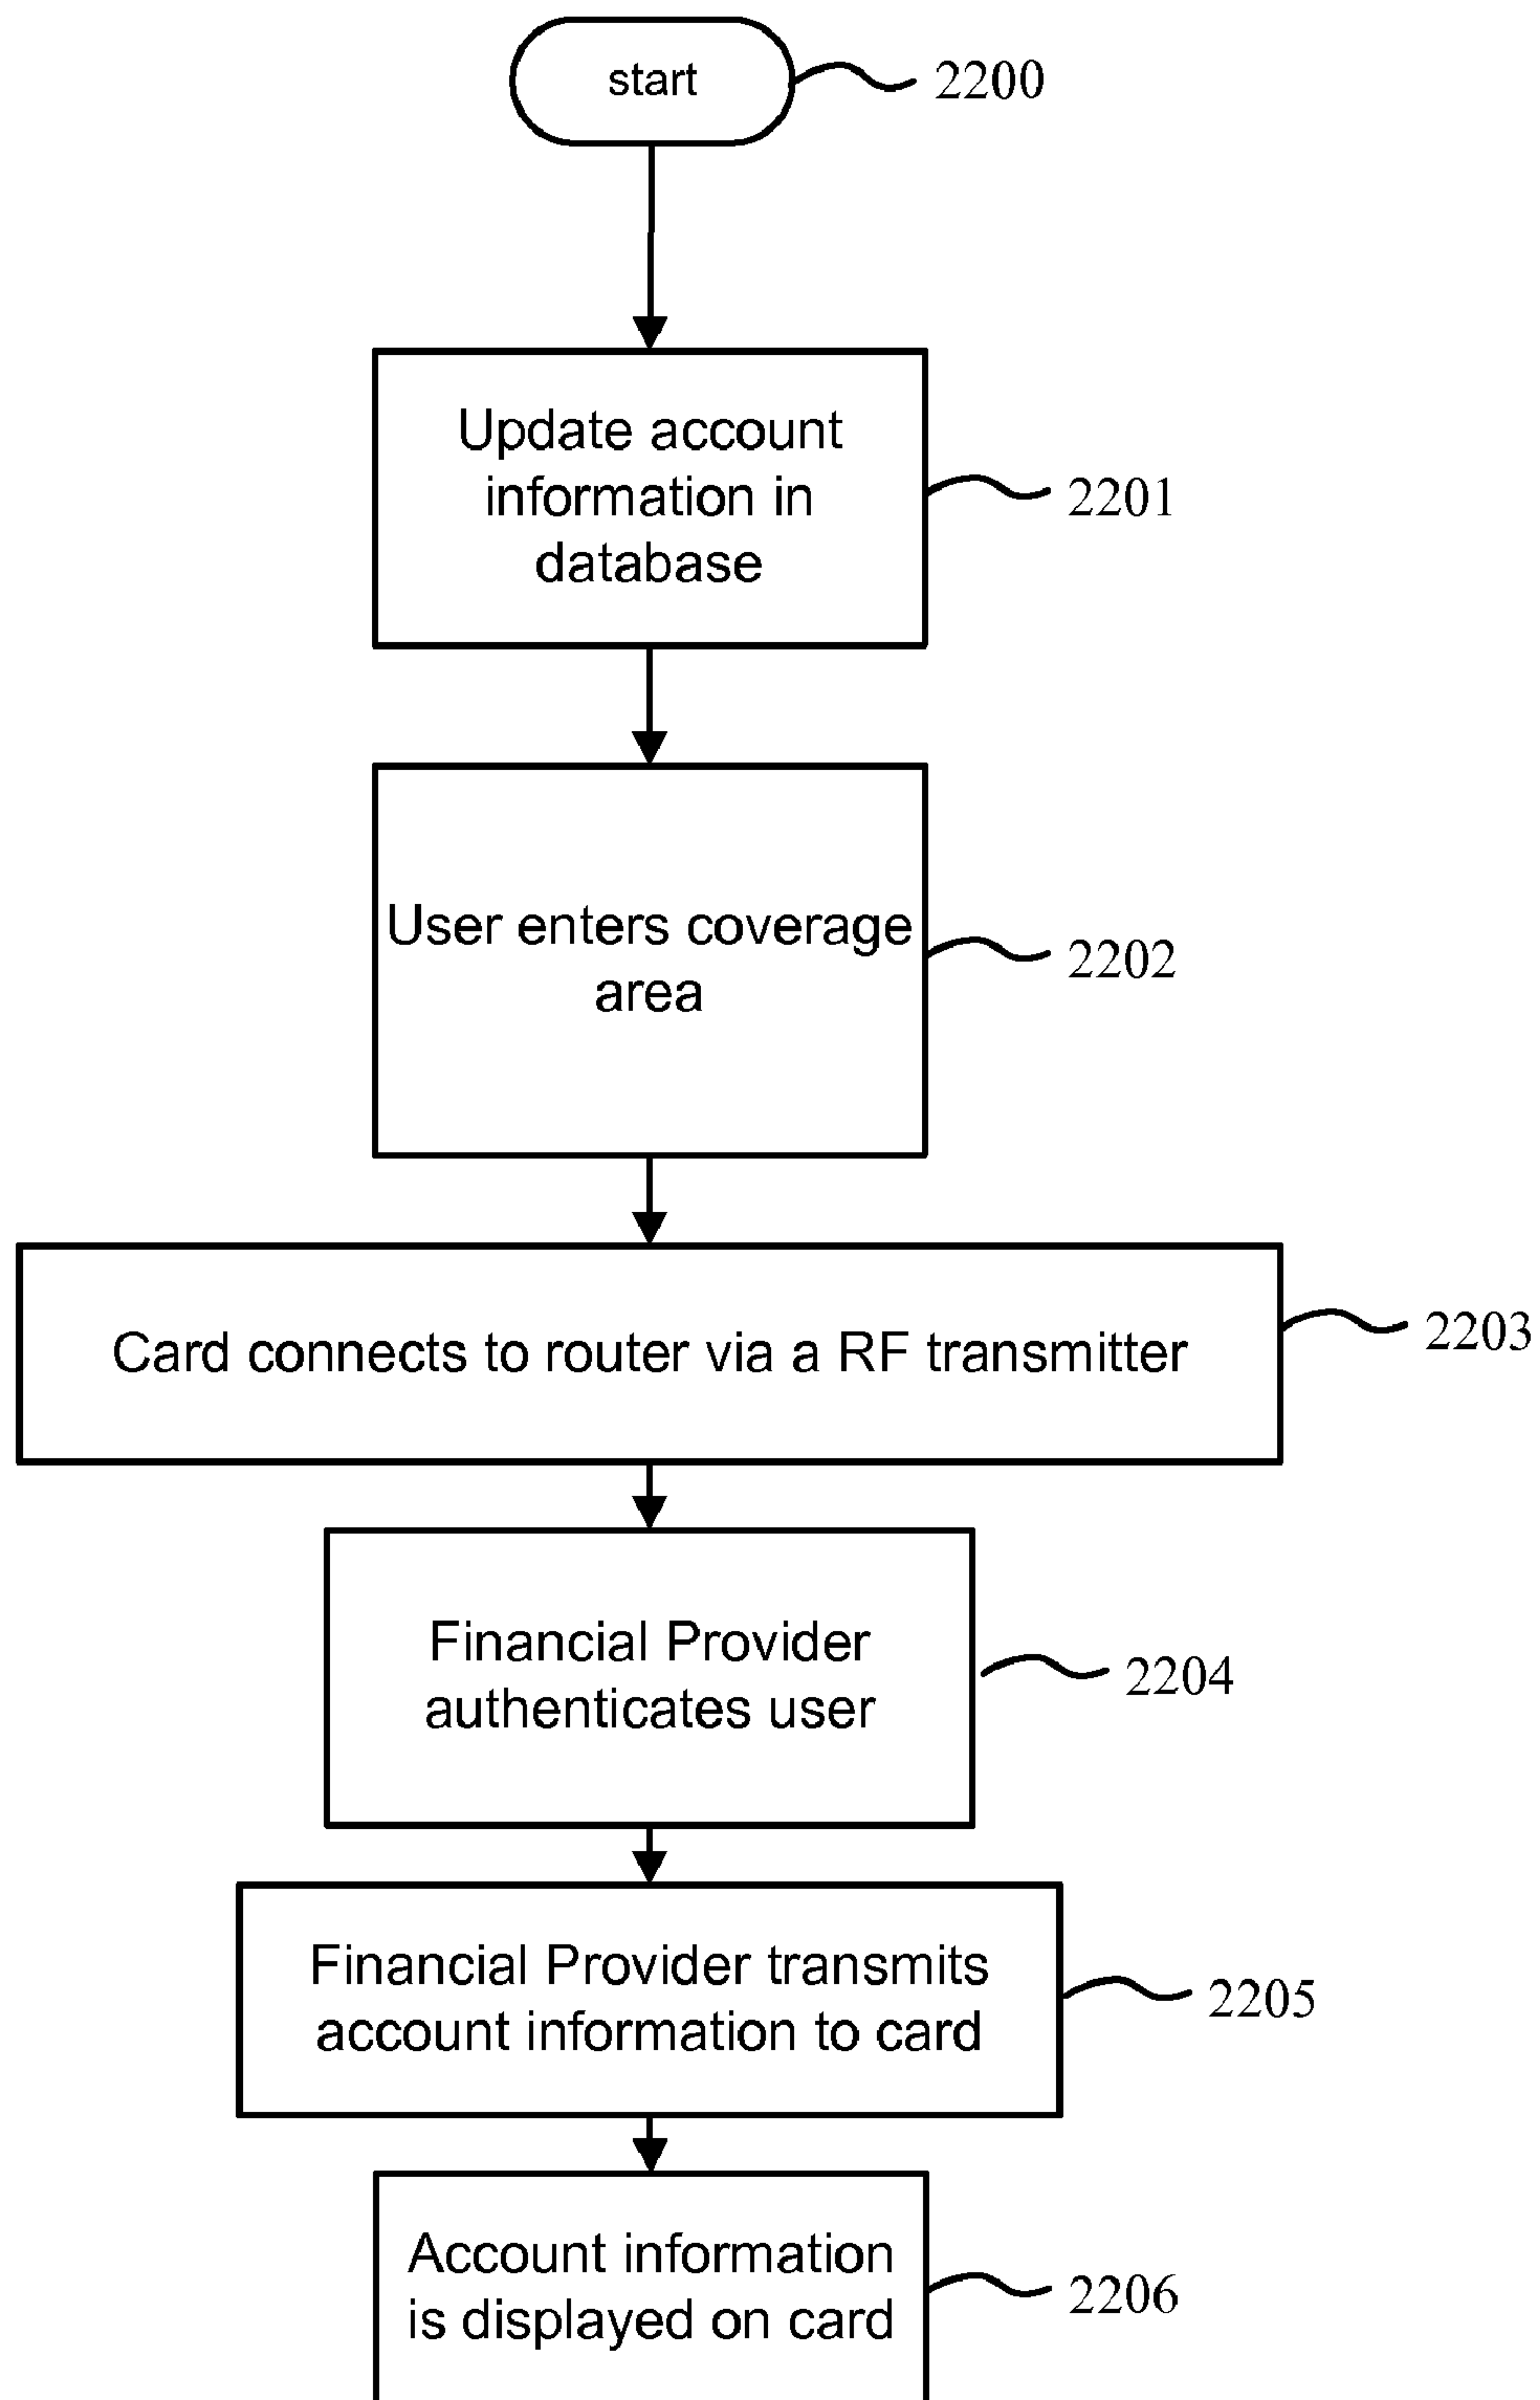 start
2200
Update account
information in
database
2201
User enters coverage
area
2202
Card connects to router via a RF transmitter
2203
Financial Provider
authenticates user
2204
Financial Provider transmits
account information to card
2205
Account information
is displayed on card
2206